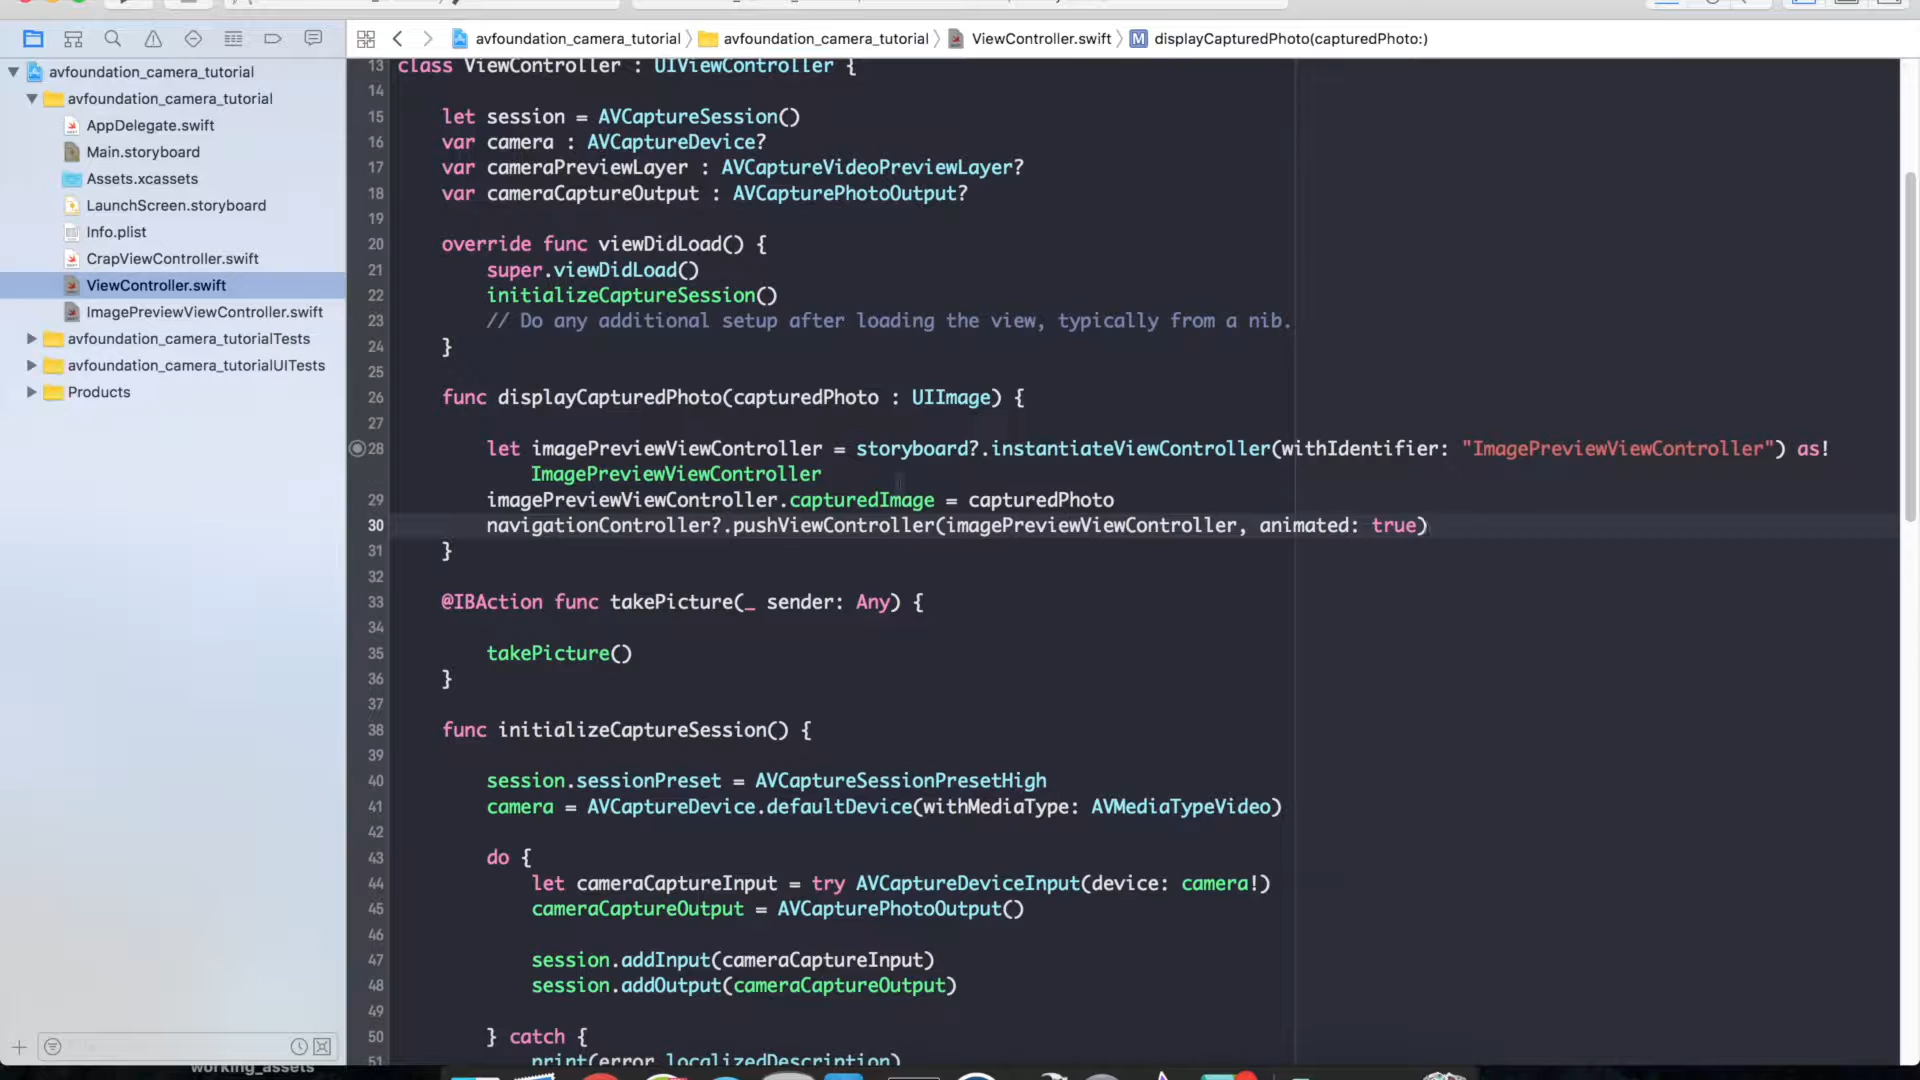 avfoundation_camera_tutorial
avfoundation_camera_tutorial
ViewController.swift
M
displayCapturedPhoto(capturedPhoto:)
avfoundation_camera_tutorial
avfoundation_camera_tutorial
AppDelegate.swift
Main.storyboard
Assets.xcassets
LaunchScreen.storyboard
Info.plist
CrapViewController.swift
ViewController.swift
ImagePreviewViewController.swift
avfoundation_camera_tutorialTests
avfoundation_camera_tutorialUITests
Products
13 class ViewController : UIViewController {
14
15 let session = AVCaptureSession()
16 var camera : AVCaptureDevice?
17 var cameraPreviewLayer : AVCaptureVideoPreviewLayer?
18 var cameraCaptureOutput : AVCapturePhotoOutput?
19
20 override func viewDidLoad() {
21 super.viewDidLoad()
22 initializeCaptureSession()
23 // Do any additional setup after loading the view, typically from a nib.
24 }
25
26 func displayCapturedPhoto(capturedPhoto : UIImage) {
27
28 let imagePreviewViewController = storyboard?.instantiateViewController(withIdentifier: "ImagePreviewViewController") as!
ImagePreviewViewController
29 imagePreviewViewController.capturedImage = capturedPhoto
30 navigationController?.pushViewController(imagePreviewViewController, animated: true)
31 }
32
33 @IBAction func takePicture(_ sender: Any) {
34
35 takePicture()
36 }
37
38 func initializeCaptureSession() {
39
40 session.sessionPreset = AVCaptureSessionPresetHigh
41 camera = AVCaptureDevice.defaultDevice(withMediaType: AVMediaTypeVideo)
42
43 do {
44 let cameraCaptureInput = try AVCaptureDeviceInput(device: camera!)
45 cameraCaptureOutput = AVCapturePhotoOutput()
46
47 session.addInput(cameraCaptureInput)
48 session.addOutput(cameraCaptureOutput)
49
50 } catch {
51 print(error.localizedDescription)
working_assets